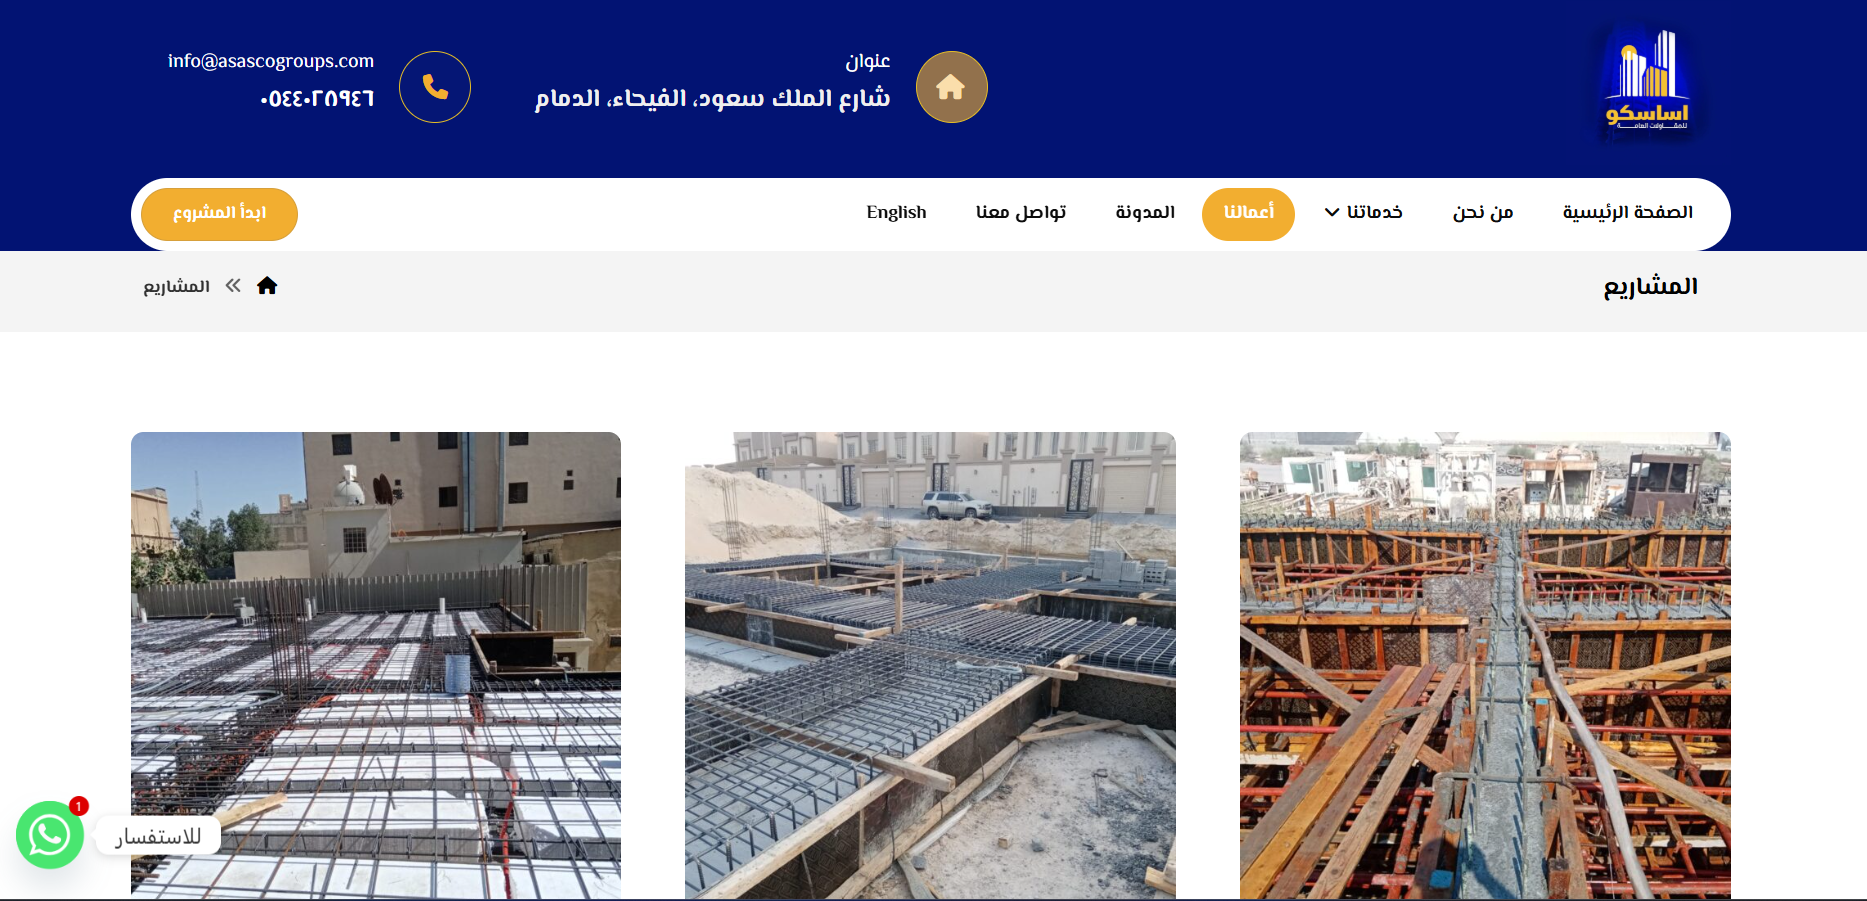 اساسكو
للمقاولات العامة
عنوان
شارع الملك سعود، الفيحاء، الدمام
info@asascogroups.com
٠٥٤٤٠٢٥٩٤٦
الصفحة الرئيسية
من نحن
خدماتنا
أعمالنا
المدونة
تواصل معنا
English
ابدأ المشروع
المشاريع
المشاريع
للاستفسار
1